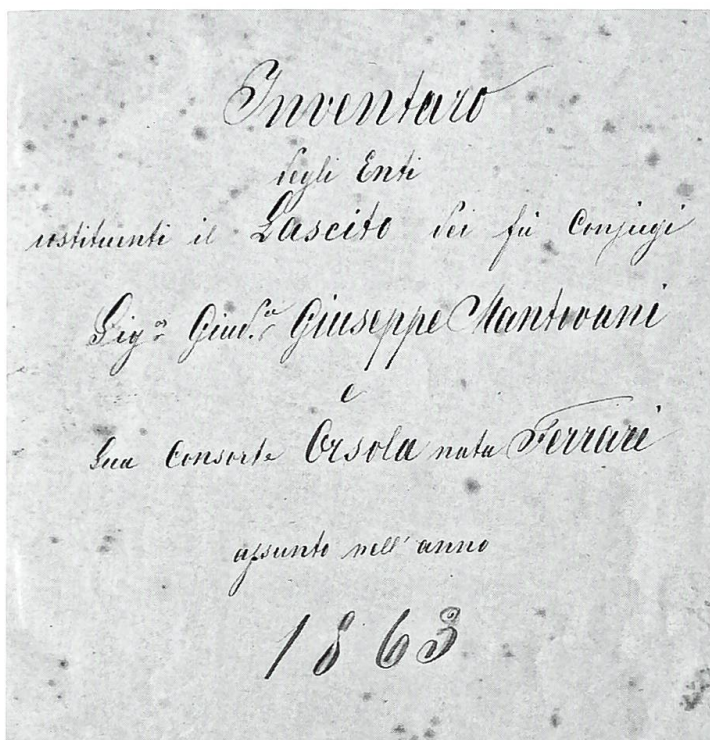 Inventaro
degli Enti
costituenti il Lascito dei fù Conjugi
Sig.r Giud.e Giuseppe Mantovani
e
sua Consorte Orsola nata Ferrari
assunto nell'anno
1863